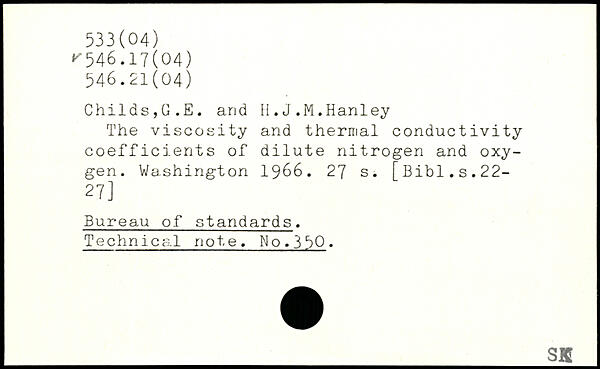 533(04)
✓546.17(04)
546.21(04)
Childs,G.E. and H.J.M.Hanley
The viscosity and thermal conductivity
coefficients of dilute nitrogen and oxy-
gen. Washington 1966. 27 s. [Bibl.s.22-
27]
Bureau of standards.
Technical note. No.350.
SK